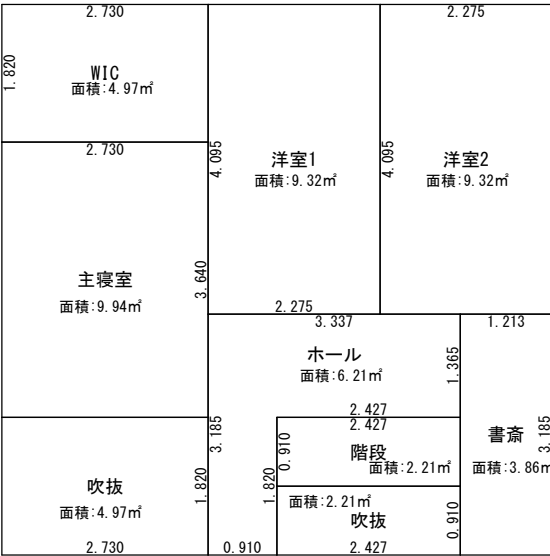 2.730
2.275
1.820
WIC
面積:4.97㎡
2.730
4.095
洋室1
面積:9.32㎡
4.095
洋室2
面積:9.32㎡
主寝室
面積:9.94㎡
3.640
2.275
3.337
1.213
ホール
面積:6.21㎡
1.365
2.427
2.427
3.185
0.910
階段
面積:2.21㎡
書斎
面積:3.86㎡
3.185
吹抜
面積:4.97㎡
1.820
1.820
面積:2.21㎡
吹抜
0.910
2.730
0.910
2.427